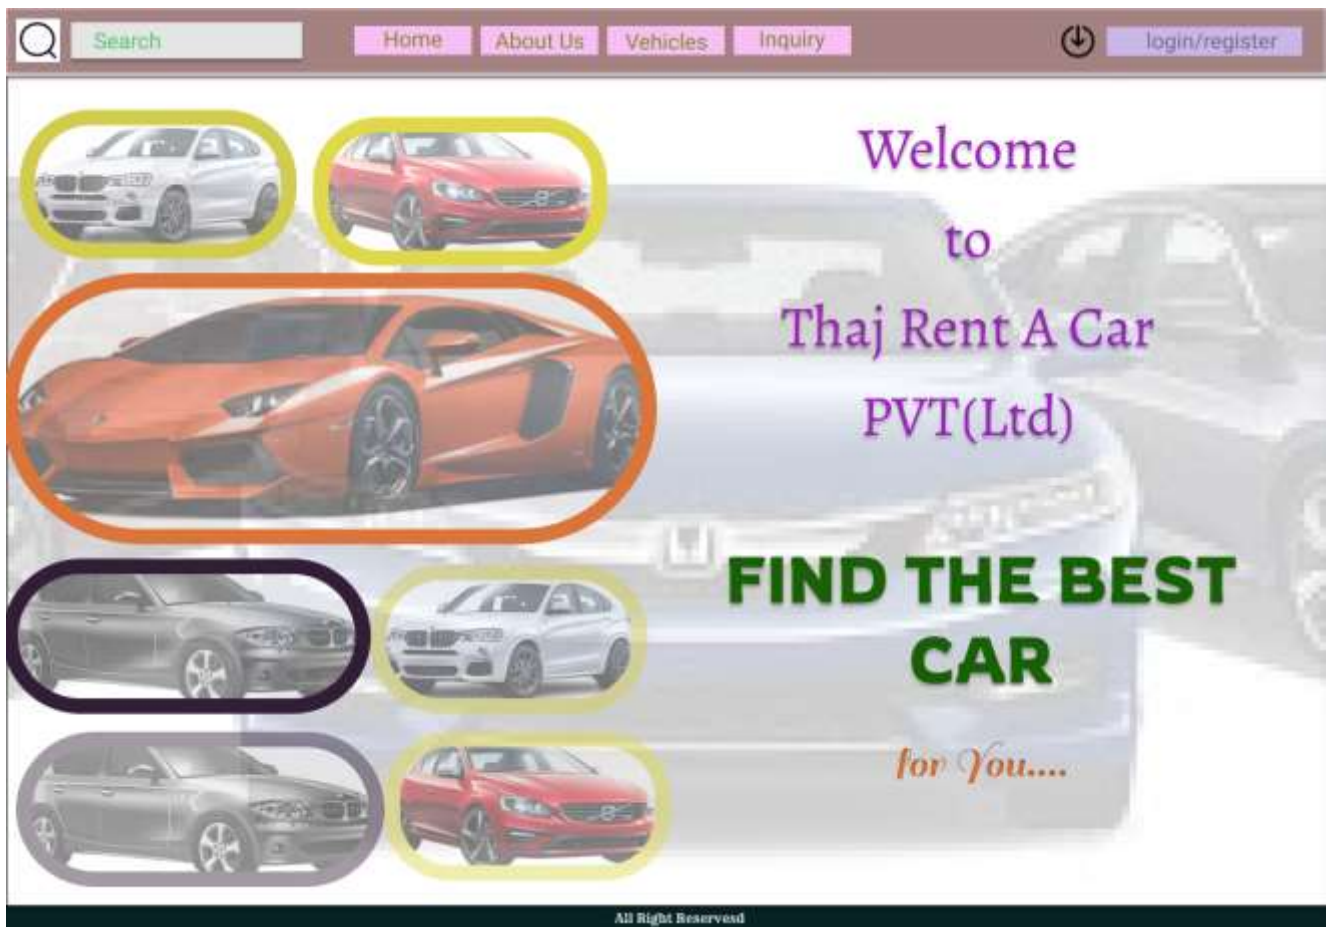 Search
Home
About Us
Vehicles
Inquiry
login/register
Welcome
to
Thaj Rent A Car
PVT(Ltd)
FIND THE BEST
CAR
for You....
All Right Reservesd